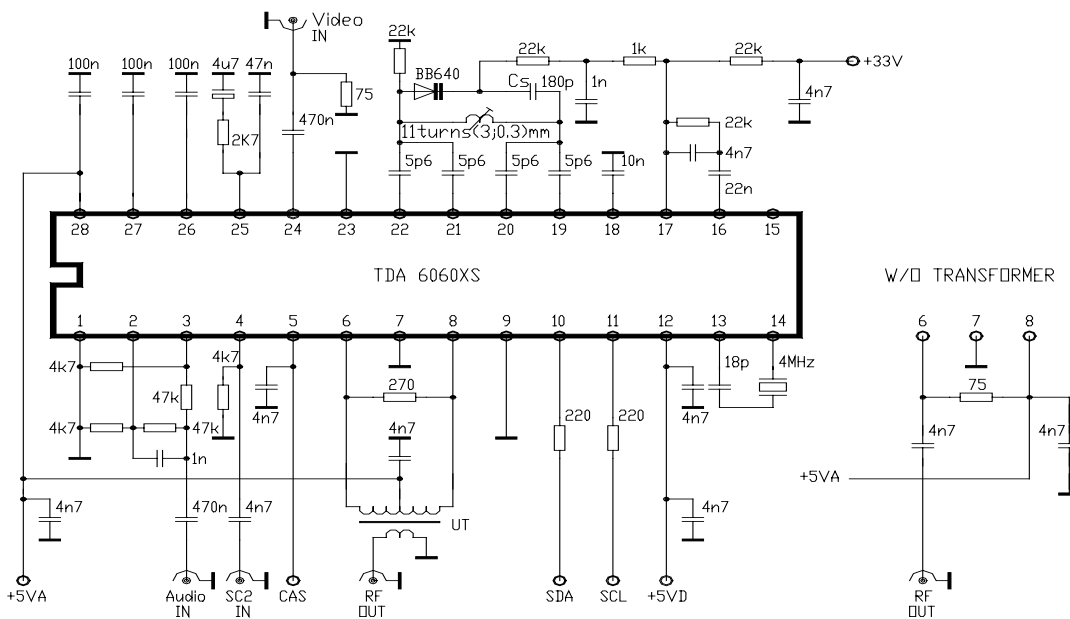 Video
IN
22k
22k
1k
22k
+33V
100n
100n
100n
4u7
47n
BB640
Cs
180p
1n
75
4n7
2K7
470n
11turns(3;0.3)mm
22k
5p6
5p6
5p6
5p6
10n
4n7
22n
28
27
26
25
24
23
22
21
20
19
18
17
16
15
TDA 6060XS
W/O TRANSFORMER
1
2
3
4
5
6
7
8
9
10
11
12
13
14
6
7
8
4k7
4k7
18p
4MHz
270
75
47k
4n7
4n7
4k7
47k
4n7
220
220
4n7
4n7
1n
+5VA
4n7
470n
4n7
UT
4n7
+5VA
Audio
IN
SC2
IN
CAS
RF
OUT
SDA
SCL
+5VD
RF
OUT